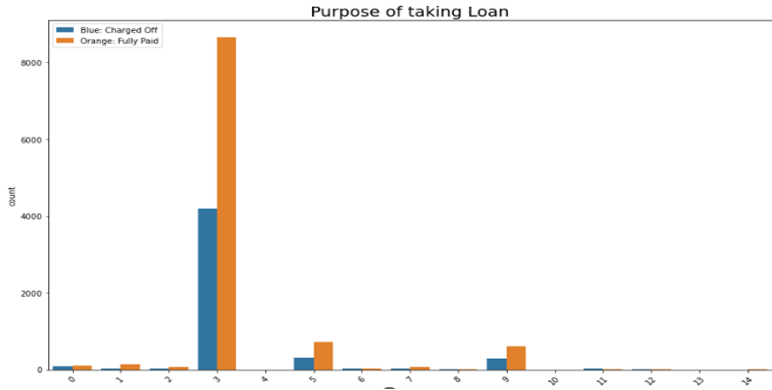 Purpose of taking Loan
Blue: Charged Off
Orange: Fully Paid
8000
6000
4000
2000
0
count
0 1 2 3 4 5 6 7 8 9 10 11 12 13 14